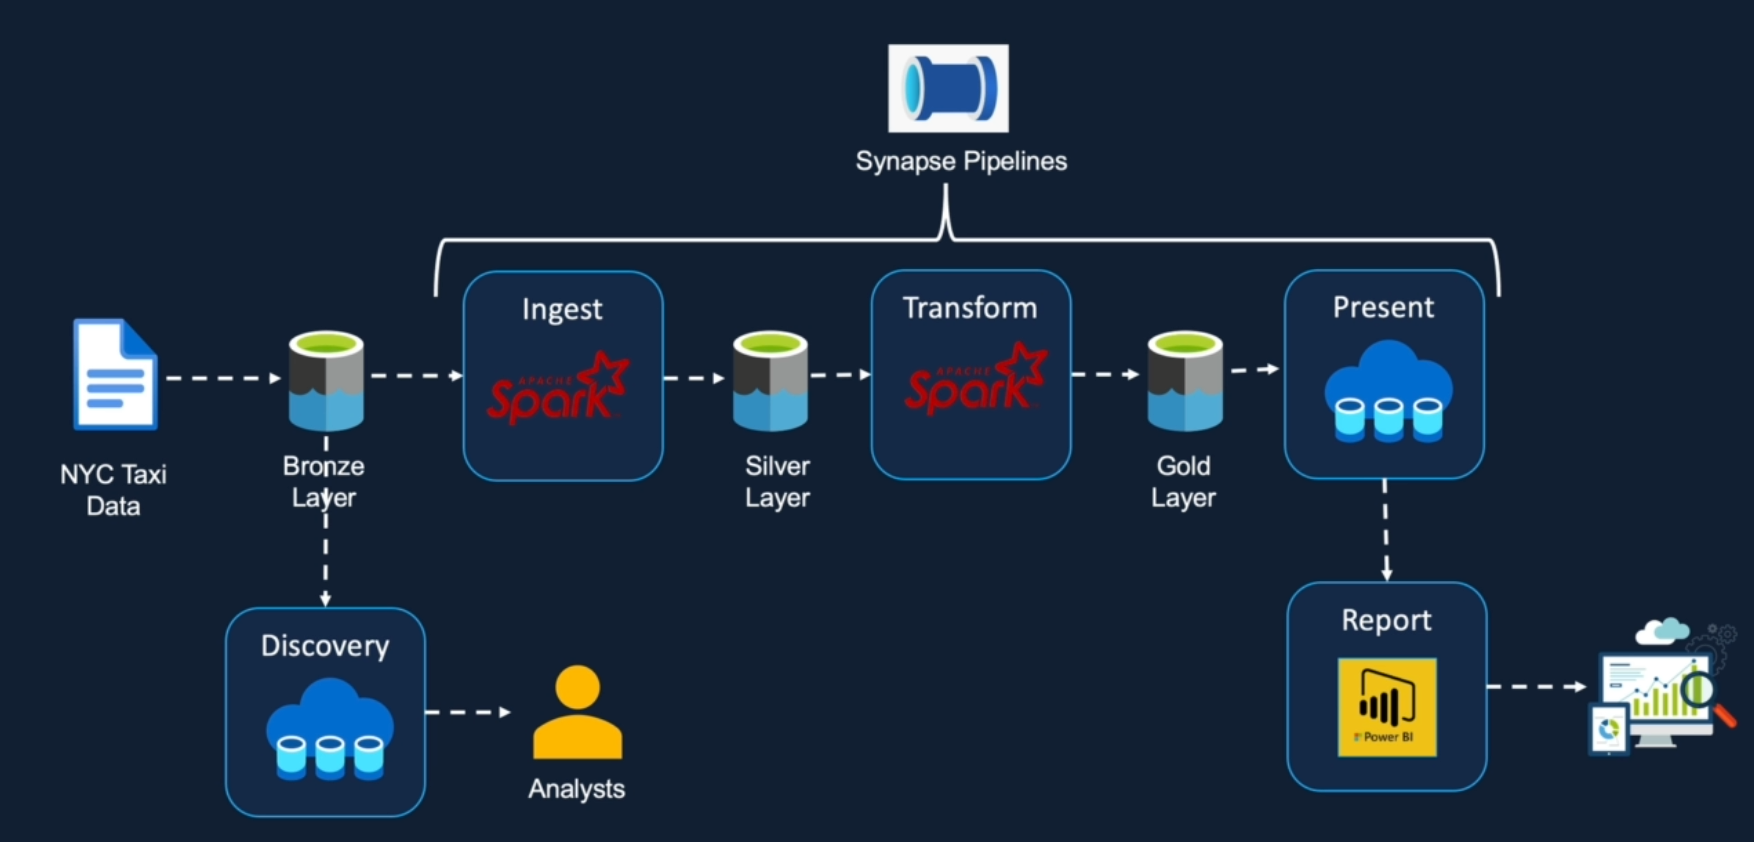 Synapse Pipelines
Ingest
APACHE
Spark
Transform
APACHE
Spark
Present
NYC Taxi
Data
Bronze
Layer
Silver
Layer
Gold
Layer
Discovery
Analysts
Report
Power BI